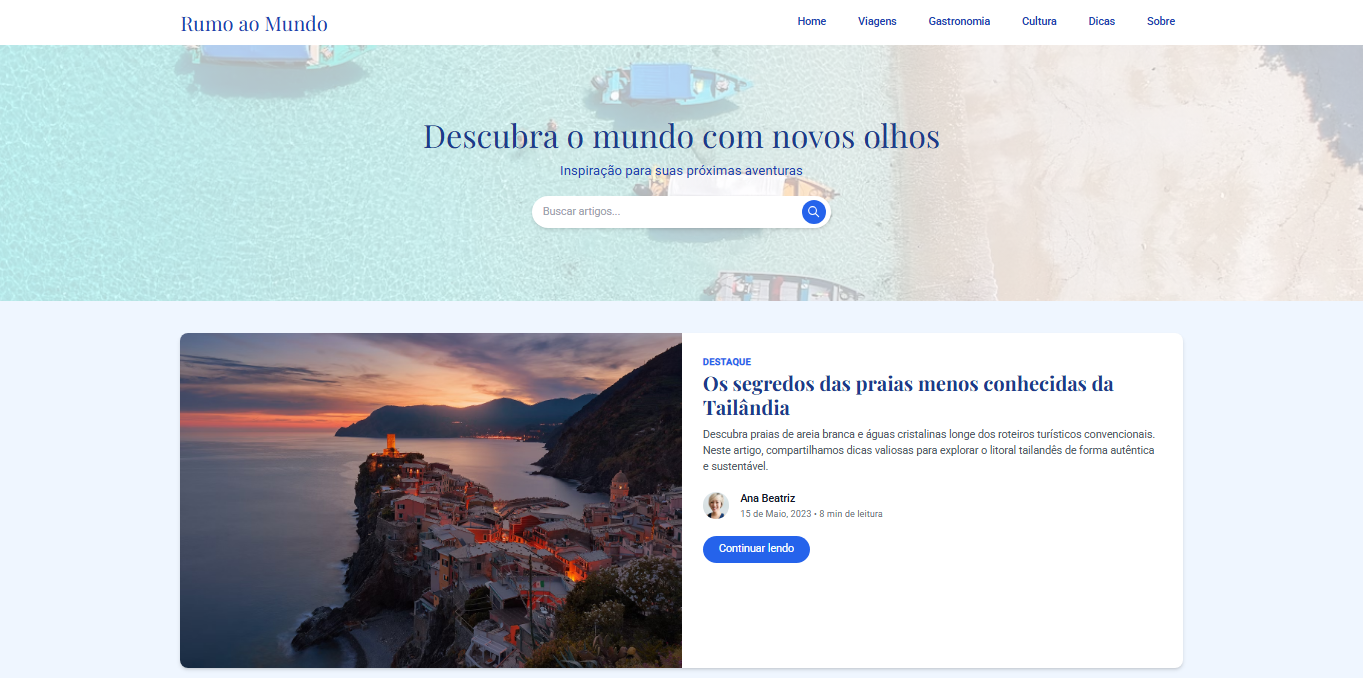 Rumo ao Mundo
Home Viagens Gastronomia Cultura Dicas Sobre
Descubra o mundo com novos olhos
Inspiração para suas próximas aventuras
Buscar artigos...
DESTAQUE
Os segredos das praias menos conhecidas da
Tailândia
Descubra praias de areia branca e águas cristalinas longe dos roteiros turísticos convencionais.
Neste artigo, compartilhamos dicas valiosas para explorar o litoral tailandês de forma autêntica
e sustentável.
Ana Beatriz
15 de Maio, 2023 • 8 min de leitura
Continuar lendo